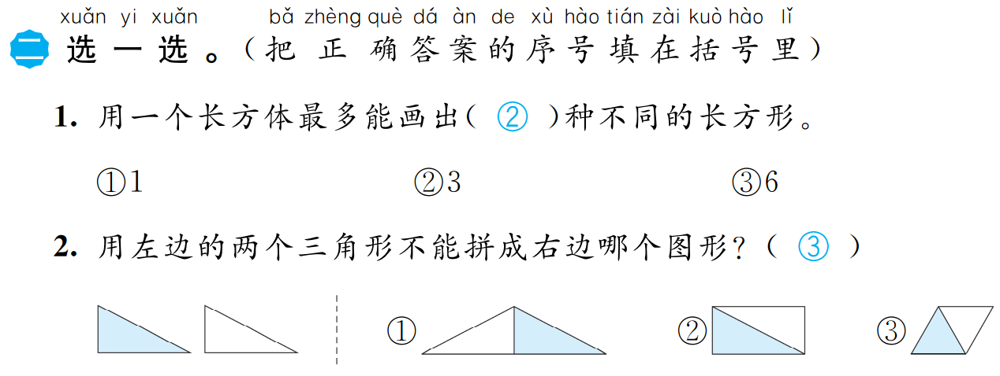 xuǎn yi xuǎn bǎ zhèng què dá àn de xù hào tián zài kuò hào lǐ
二 选一选。(把正确答案的序号填在括号里)
1. 用一个长方体最多能画出( ② )种不同的长方形。
①1 ②3 ③6
2. 用左边的两个三角形不能拼成右边哪个图形?( ③ )
① ② ③